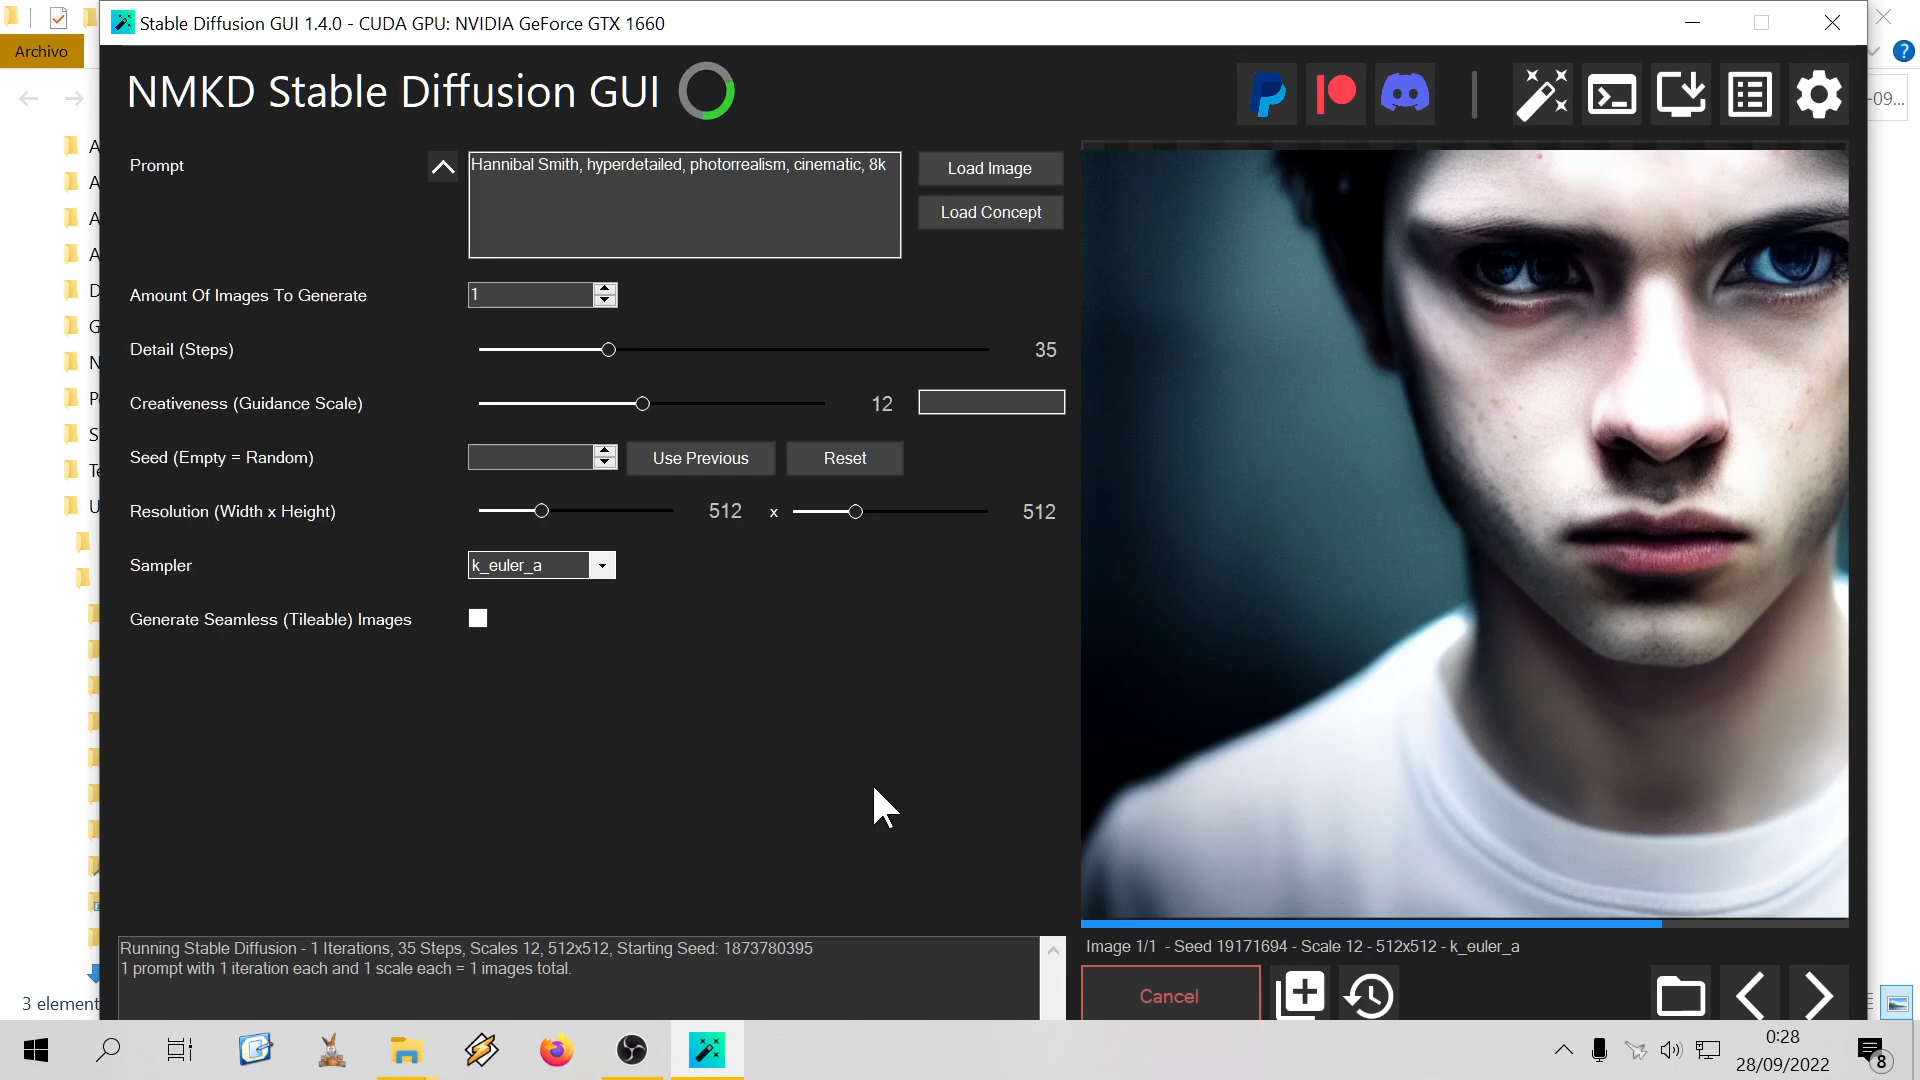 Stable Diffusion GUI 1.4.0 - CUDA GPU: NVIDIA GeForce GTX 1660
Archivo
NMKD Stable Diffusion GUI
-09...
Prompt
Hannibal Smith, hyperdetailed, photorrealism, cinematic, 8k
Load Image
Load Concept
Amount Of Images To Generate
1
Detail (Steps)
35
Creativeness (Guidance Scale)
12
Seed (Empty = Random)
Use Previous
Reset
Resolution (Width x Height)
512
x
512
Sampler
k_euler_a
Generate Seamless (Tileable) Images
Running Stable Diffusion - 1 Iterations, 35 Steps, Scales 12, 512x512, Starting Seed: 1873780395
1 prompt with 1 iteration each and 1 scale each = 1 images total.
Image 1/1 - Seed 19171694 - Scale 12 - 512x512 - k_euler_a
Cancel
3 element
0:28
28/09/2022
8